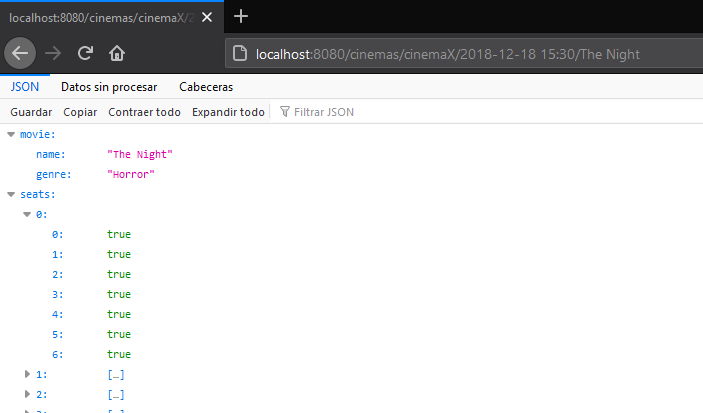 localhost:8080/cinemas/cinemaX/2
localhost:8080/cinemas/cinemaX/2018-12-18 15:30/The Night
JSON Datos sin procesar Cabeceras
Guardar Copiar Contraer todo Expandir todo Filtrar JSON
movie:
name: "The Night"
genre: "Horror"
seats:
0:
0: true
1: true
2: true
3: true
4: true
5: true
6: true
1: […]
2: […]